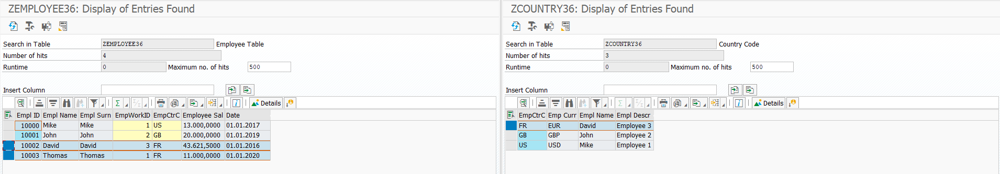 ZEMPLOYEE36: Display of Entries Found
Search in Table ZEMPLOYEE36 Employee Table
Number of hits 4
Runtime 0 Maximum no. of hits 500
Insert Column
Details
Empl ID Empl Name Empl Surn EmpWorkID EmpCtrC Employee Sal Date
10000 Mike Mike 1 US 13.000,0000 01.01.2017
10001 John John 2 GB 20.000,0000 01.01.2019
10002 David David 3 FR 43.621,5000 01.01.2016
10003 Thomas Thomas 1 FR 11.000,0000 01.01.2020
ZCOUNTRY36: Display of Entries Found
Search in Table ZCOUNTRY36 Country Code
Number of hits 3
Runtime 0 Maximum no. of hits 500
Insert Column
Details
EmpCtrC Emp Curr Empl Name Empl Descr
FR EUR David Employee 3
GB GBP John Employee 2
US USD Mike Employee 1